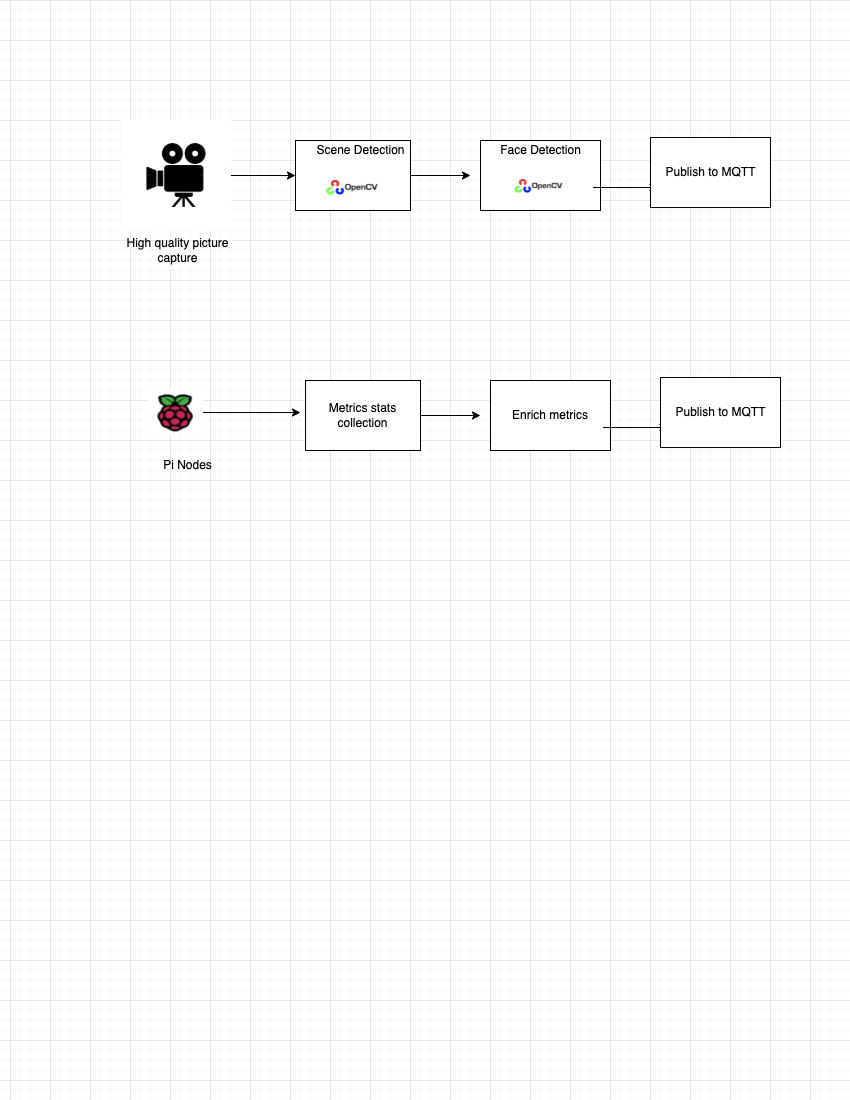 Scene Detection
OpenCV
Face Detection
OpenCV
Publish to MQTT
High quality picture
capture
Metrics stats
collection
Enrich metrics
Publish to MQTT
Pi Nodes